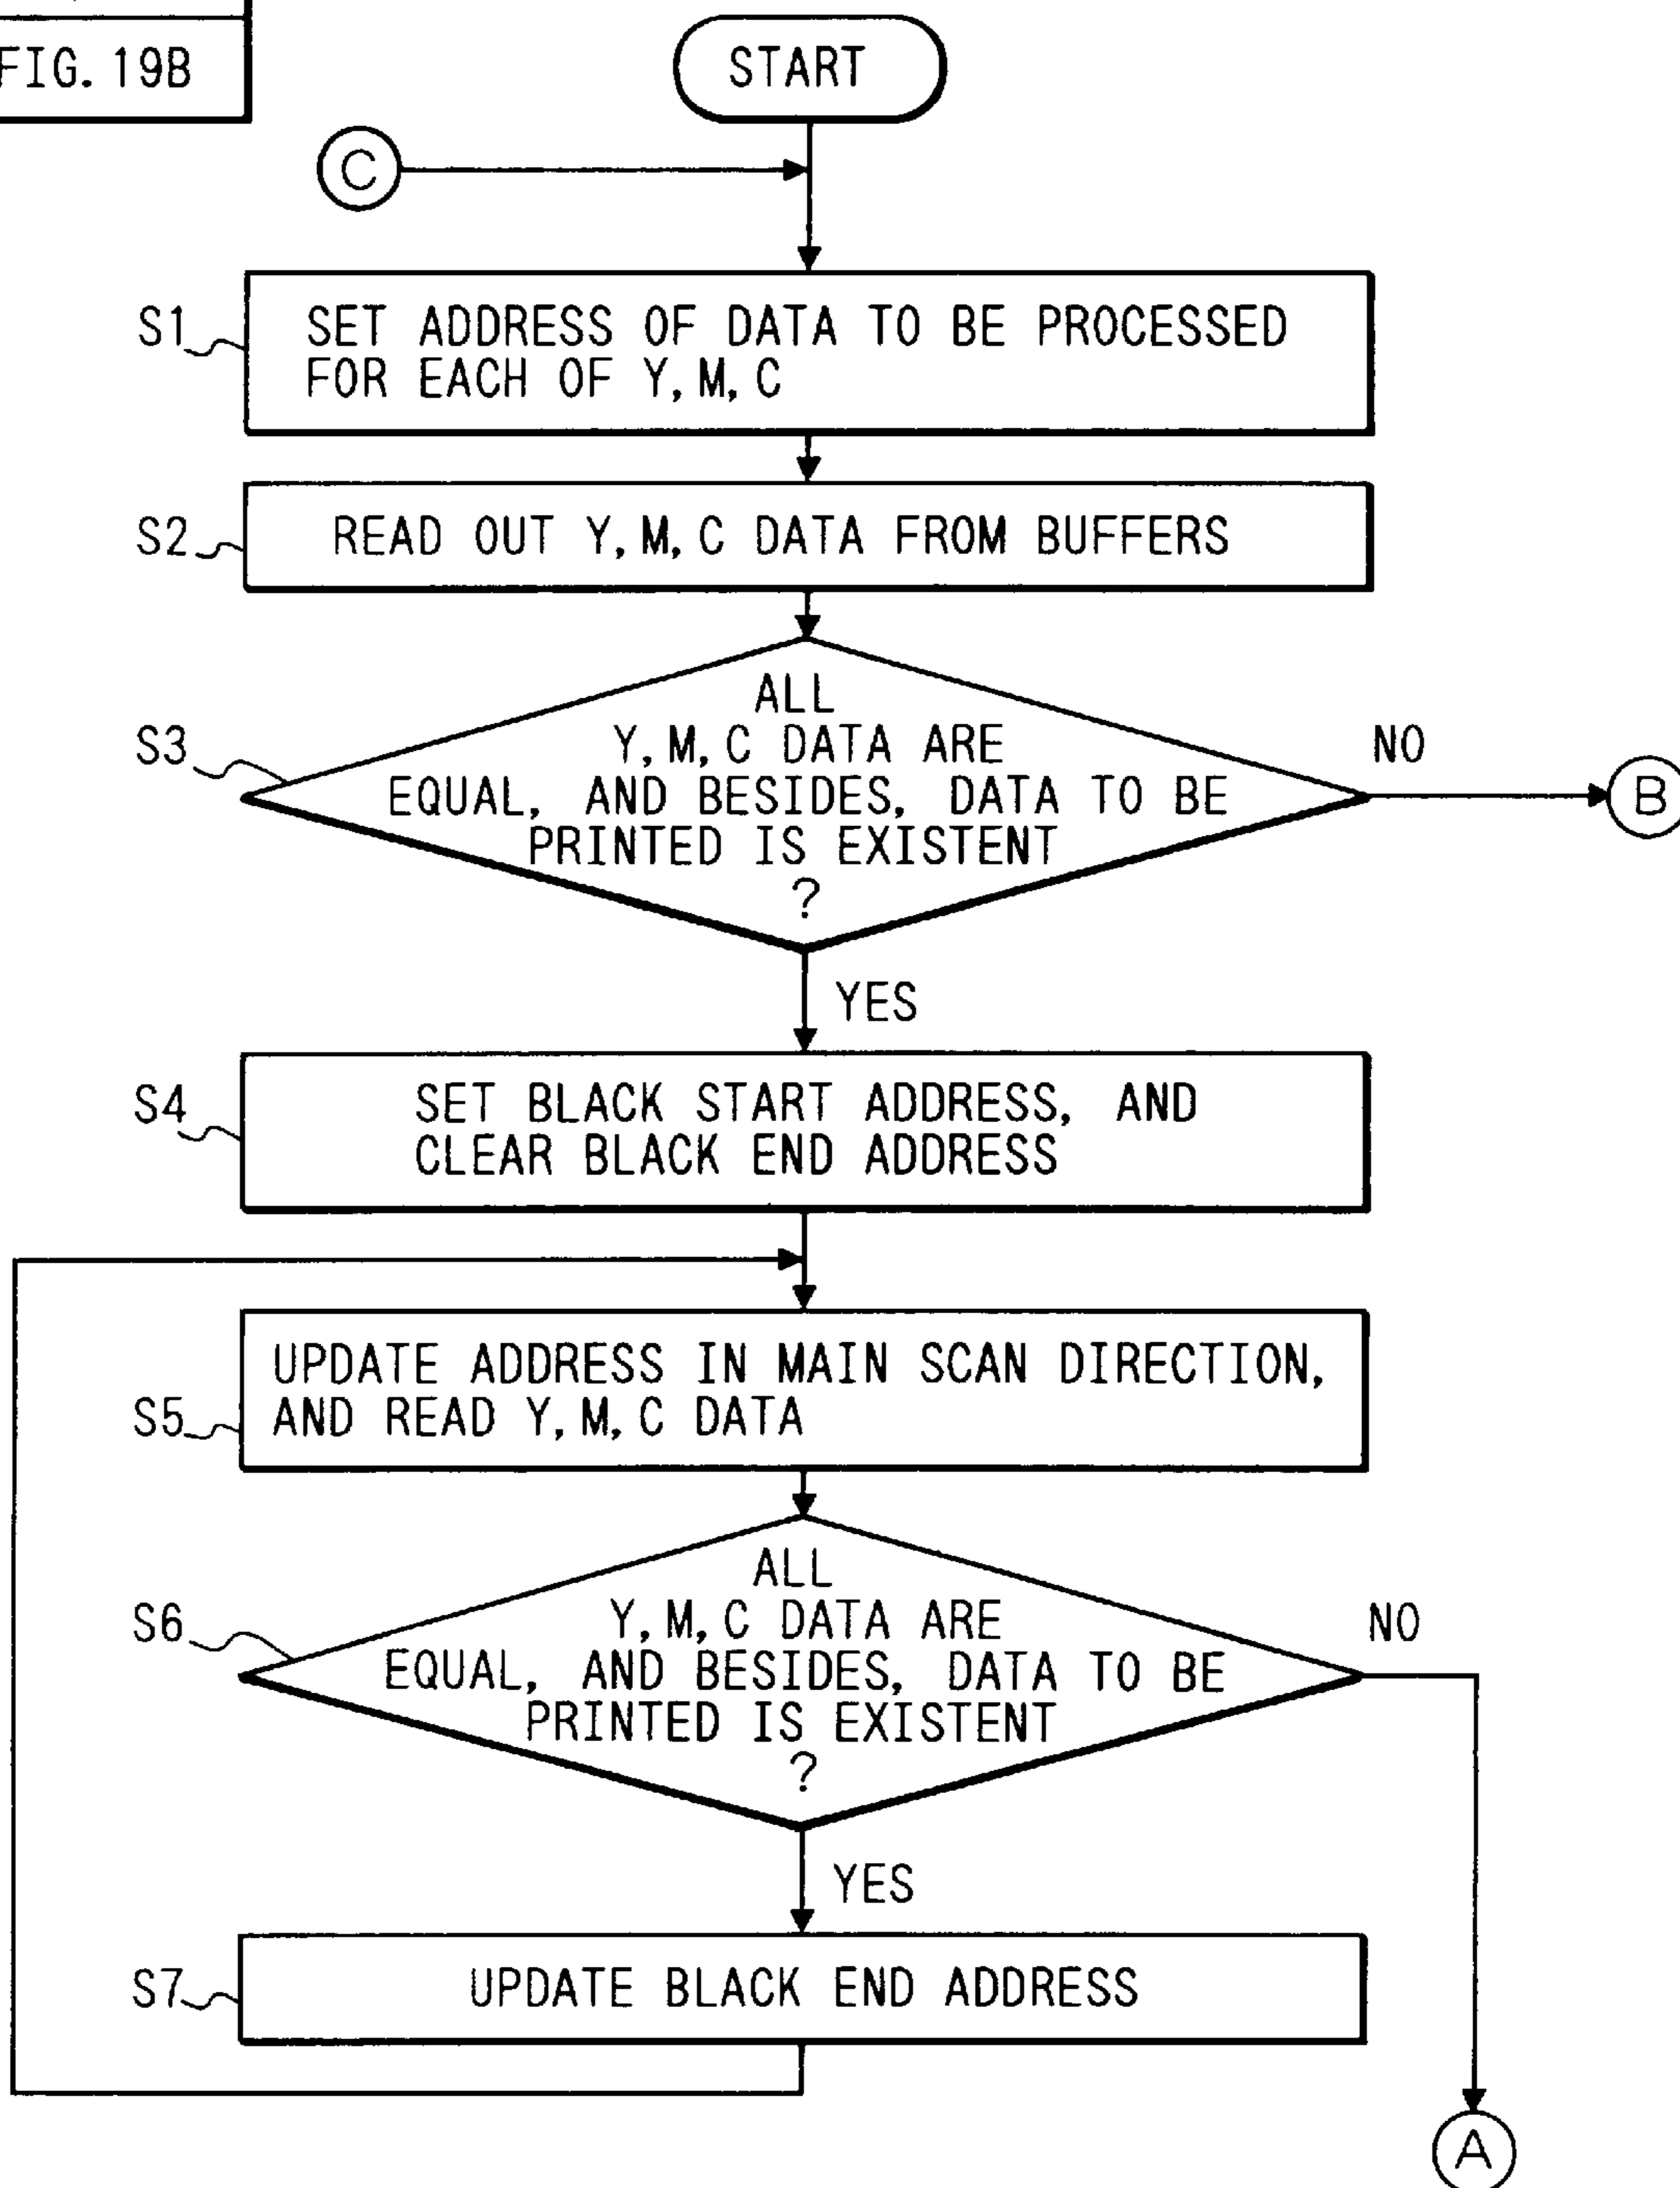 FIG. 19B
START
C
S1
SET ADDRESS OF DATA TO BE PROCESSED
FOR EACH OF Y, M, C
S2
READ OUT Y, M, C DATA FROM BUFFERS
S3
ALL
Y, M, C DATA ARE
EQUAL, AND BESIDES, DATA TO BE
PRINTED IS EXISTENT
?
NO
B
YES
S4
SET BLACK START ADDRESS, AND
CLEAR BLACK END ADDRESS
S5
UPDATE ADDRESS IN MAIN SCAN DIRECTION,
AND READ Y, M, C DATA
S6
ALL
Y, M, C DATA ARE
EQUAL, AND BESIDES, DATA TO BE
PRINTED IS EXISTENT
?
NO
YES
S7
UPDATE BLACK END ADDRESS
A